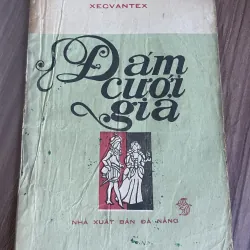 XECVANTEX
Đám
cưới
giả
NHÀ XUẤT BẢN ĐÀ NẴNG